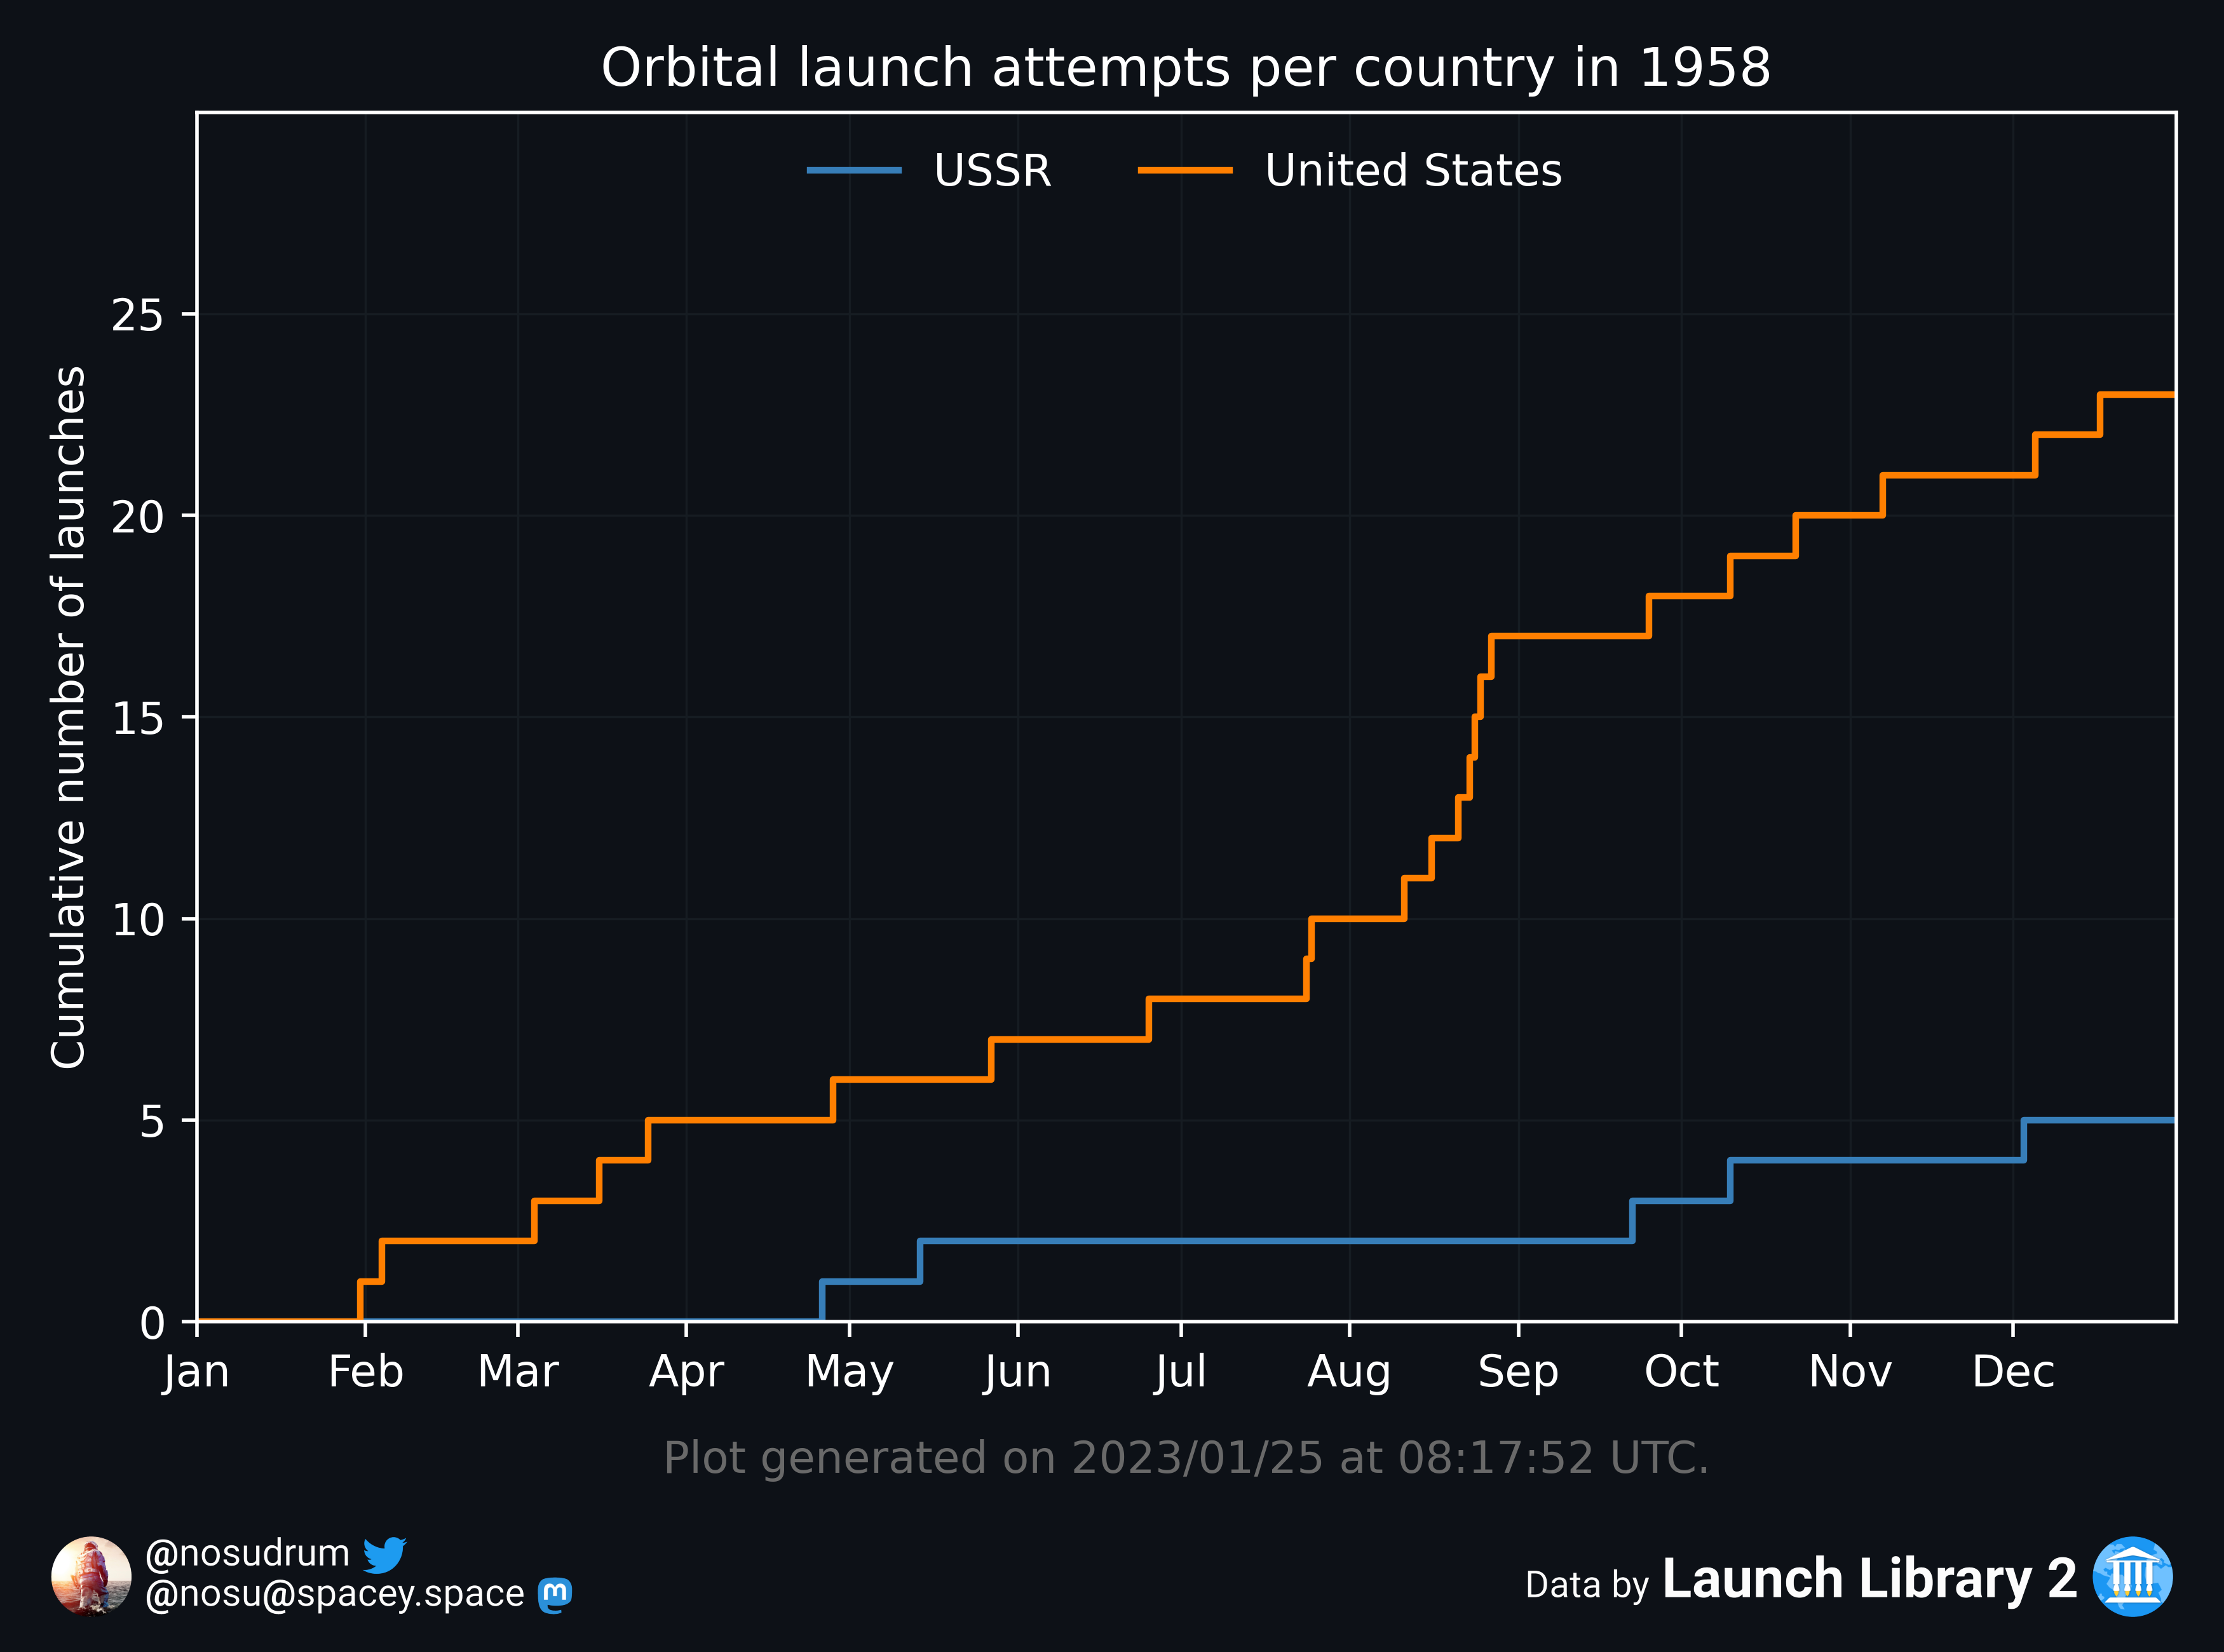 Orbital launch attempts per country in 1958
USSR
United States
Cumulative number of launches
25
20
15
10
5
0
Jan Feb Mar Apr May Jun Jul Aug Sep Oct Nov Dec
Plot generated on 2023/01/25 at 08:17:52 UTC.
@nosudrum
@nosu@spacey.space
Data by Launch Library 2